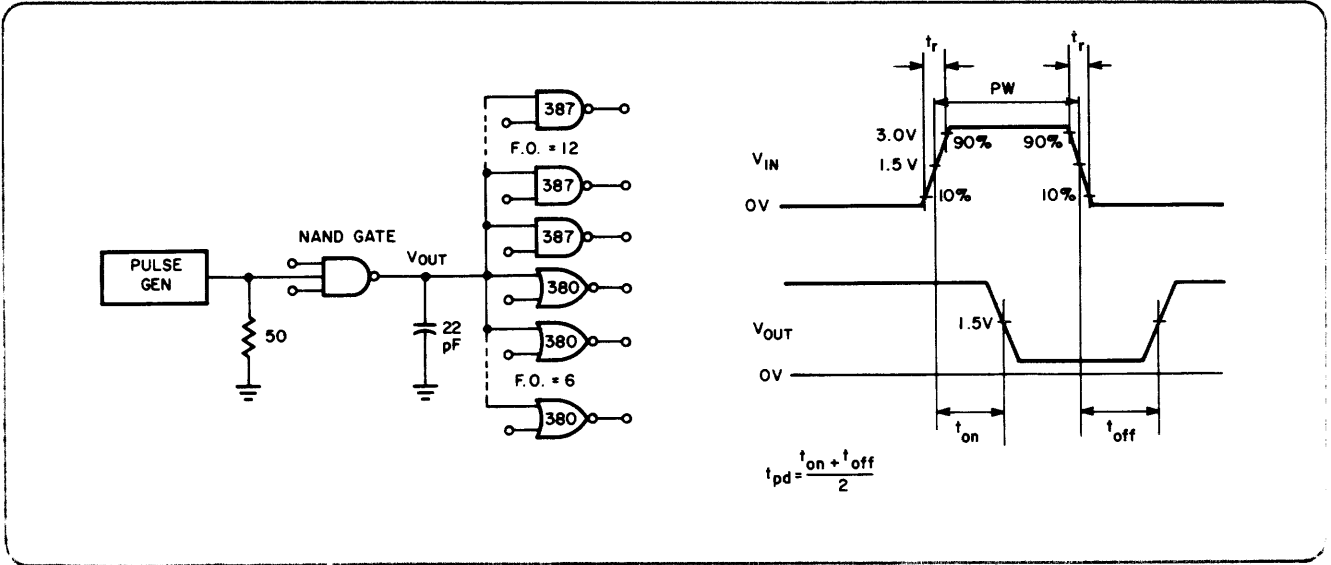 387
F.O. = 12
387
387
NAND GATE
PULSE
GEN
VOUT
380
50
22
pF
380
F.O. = 6
380
tr
tr
PW
VIN
3.0V
90%
90%
1.5 V
10%
10%
0V
VOUT
1.5V
0V
ton
toff
tpd = ton + toff
2